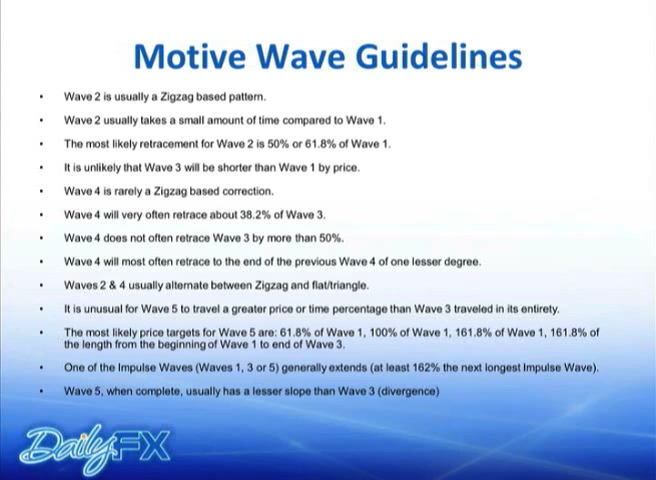 Motive Wave Guidelines
• Wave 2 is usually a Zigzag based pattern.
• Wave 2 usually takes a small amount of time compared to Wave 1.
• The most likely retracement for Wave 2 is 50% or 61.8% of Wave 1.
• It is unlikely that Wave 3 will be shorter than Wave 1 by price.
• Wave 4 is rarely a Zigzag based correction.
• Wave 4 will very often retrace about 38.2% of Wave 3.
• Wave 4 does not often retrace Wave 3 by more than 50%.
• Wave 4 will most often retrace to the end of the previous Wave 4 of one lesser degree.
• Waves 2 & 4 usually alternate between Zigzag and flat/triangle.
• It is unusual for Wave 5 to travel a greater price or time percentage than Wave 3 traveled in its entirety.
• The most likely price targets for Wave 5 are: 61.8% of Wave 1, 100% of Wave 1, 161.8% of Wave 1, 161.8% of
the length from the beginning of Wave 1 to end of Wave 3.
• One of the Impulse Waves (Waves 1, 3 or 5) generally extends (at least 162% the next longest Impulse Wave).
• Wave 5, when complete, usually has a lesser slope than Wave 3 (divergence)
DailyFX